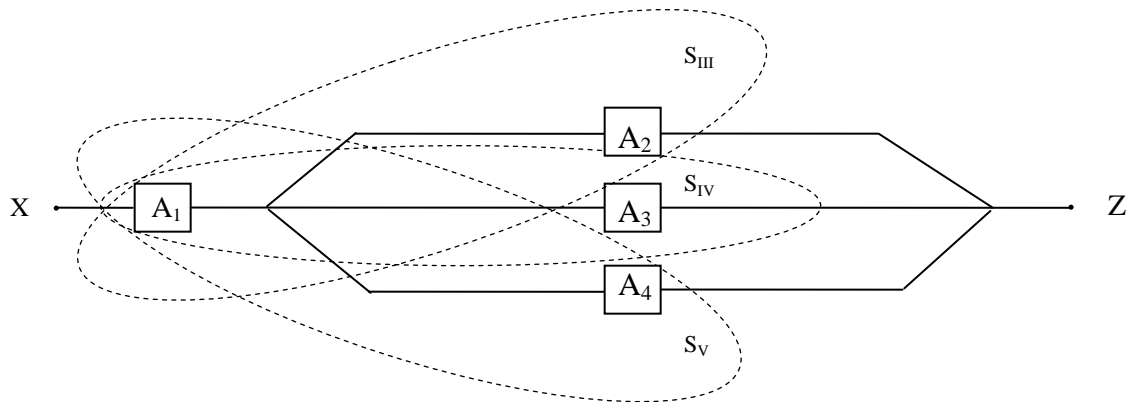 S_III
A_2
S_IV
X A_1 A_3 Z
A_4
S_V